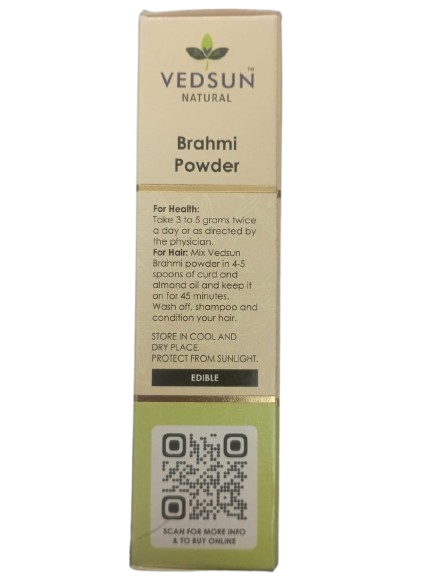 VEDSUN™
NATURAL
Brahmi
Powder
For Health:
Take 3 to 5 grams twice
a day or as directed by
the physician.
For Hair: Mix Vedsun
Brahmi powder in 4-5
spoons of curd and
almond oil and keep it
on for 45 minutes.
Wash off, shampoo and
condition your hair.
STORE IN COOL AND
DRY PLACE.
PROTECT FROM SUNLIGHT.
EDIBLE
SCAN FOR MORE INFO
& TO BUY ONLINE